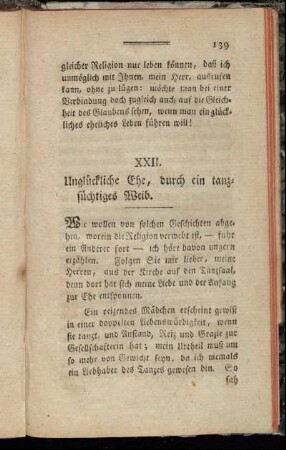 139
gleicher Religion nur leben können, daß ich
unmöglich mit Ihnen, mein Herr, ausrufen
kann, ohne zu lügen: möchte man bei einer
Verbindung doch zugleich auch auf die Gleich-
heit des Glaubens sehen, wenn man ein glück-
liches eheliches Leben führen will!
XXII.
Unglückliche Ehe, durch ein tanz-
süchtiges Weib.
Wir wollen von solchen Geschichten abge-
hen, worein die Religion verwebt ist, — fuhr
ein Anderer fort — ich hört davon ungern
erzählen. Folgen Sie mir lieber, meine
Herren, aus der Kirche auf den Tanzsaal,
denn dort hat sich meine Liebe und der Anfang
zur Ehe entsponnen.
Ein reizendes Mädchen erscheint gewiß
in einer doppelten Liebenswürdigkeit, wenn
sie tanzt, und Anstand, Reiz und Grazie zur
Gesellschafterin hat; mein Urtheil muß um
so mehr von Gewicht seyn, da ich niemals
ein Liebhaber des Tanzes gewesen bin. So
sah